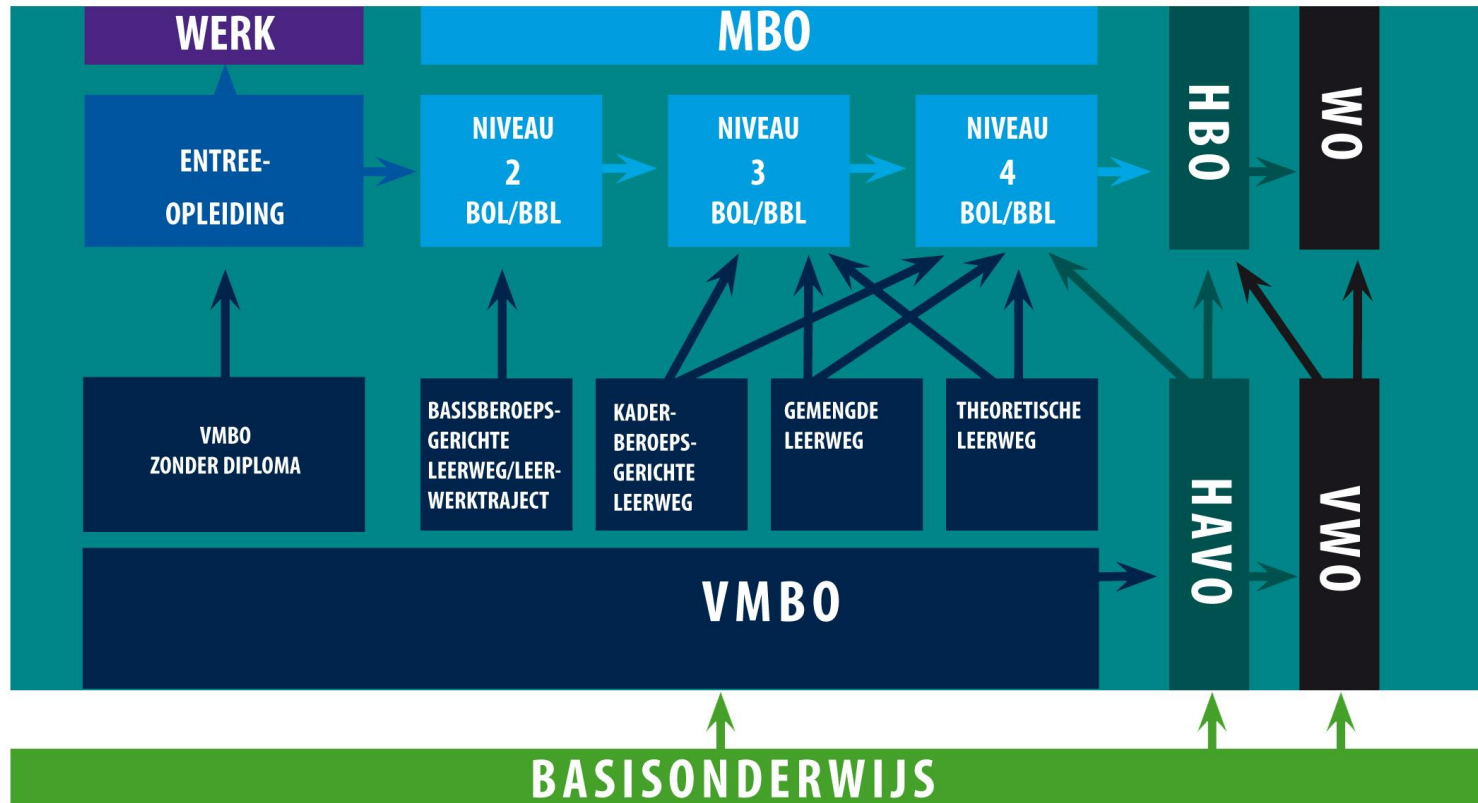 WERK
MBO
ENTREE-
OPLEIDING
NIVEAU
2
BOL/BBL
NIVEAU
3
BOL/BBL
NIVEAU
4
BOL/BBL
HBO
WO
VMBO
ZONDER DIPLOMA
BASISBEROEPS-
GERICHTE
LEERWEG/LEER-
WERKTRAJECT
KADER-
BEROEPS-
GERICHTE
LEERWEG
GEMENGDE
LEERWEG
THEORETISCHE
LEERWEG
HAVO
VWO
VMBO
BASISONDERWIJS